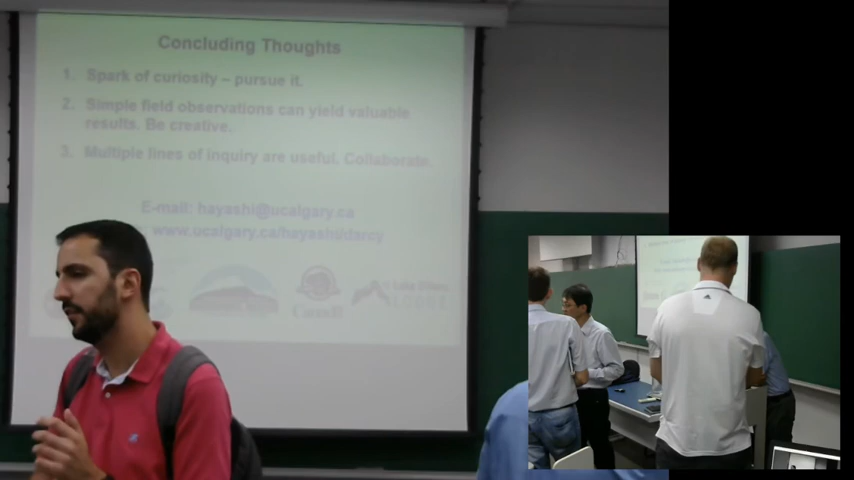 Concluding Thoughts
1. Spark of curiosity – pursue it.
2. Simple field observations can yield valuable
results. Be creative.
3. Multiple lines of inquiry are useful. Collaborate.
E-mail: hayashi@ucalgary.ca
www.ucalgary.ca/hayashi/darcy
Canada